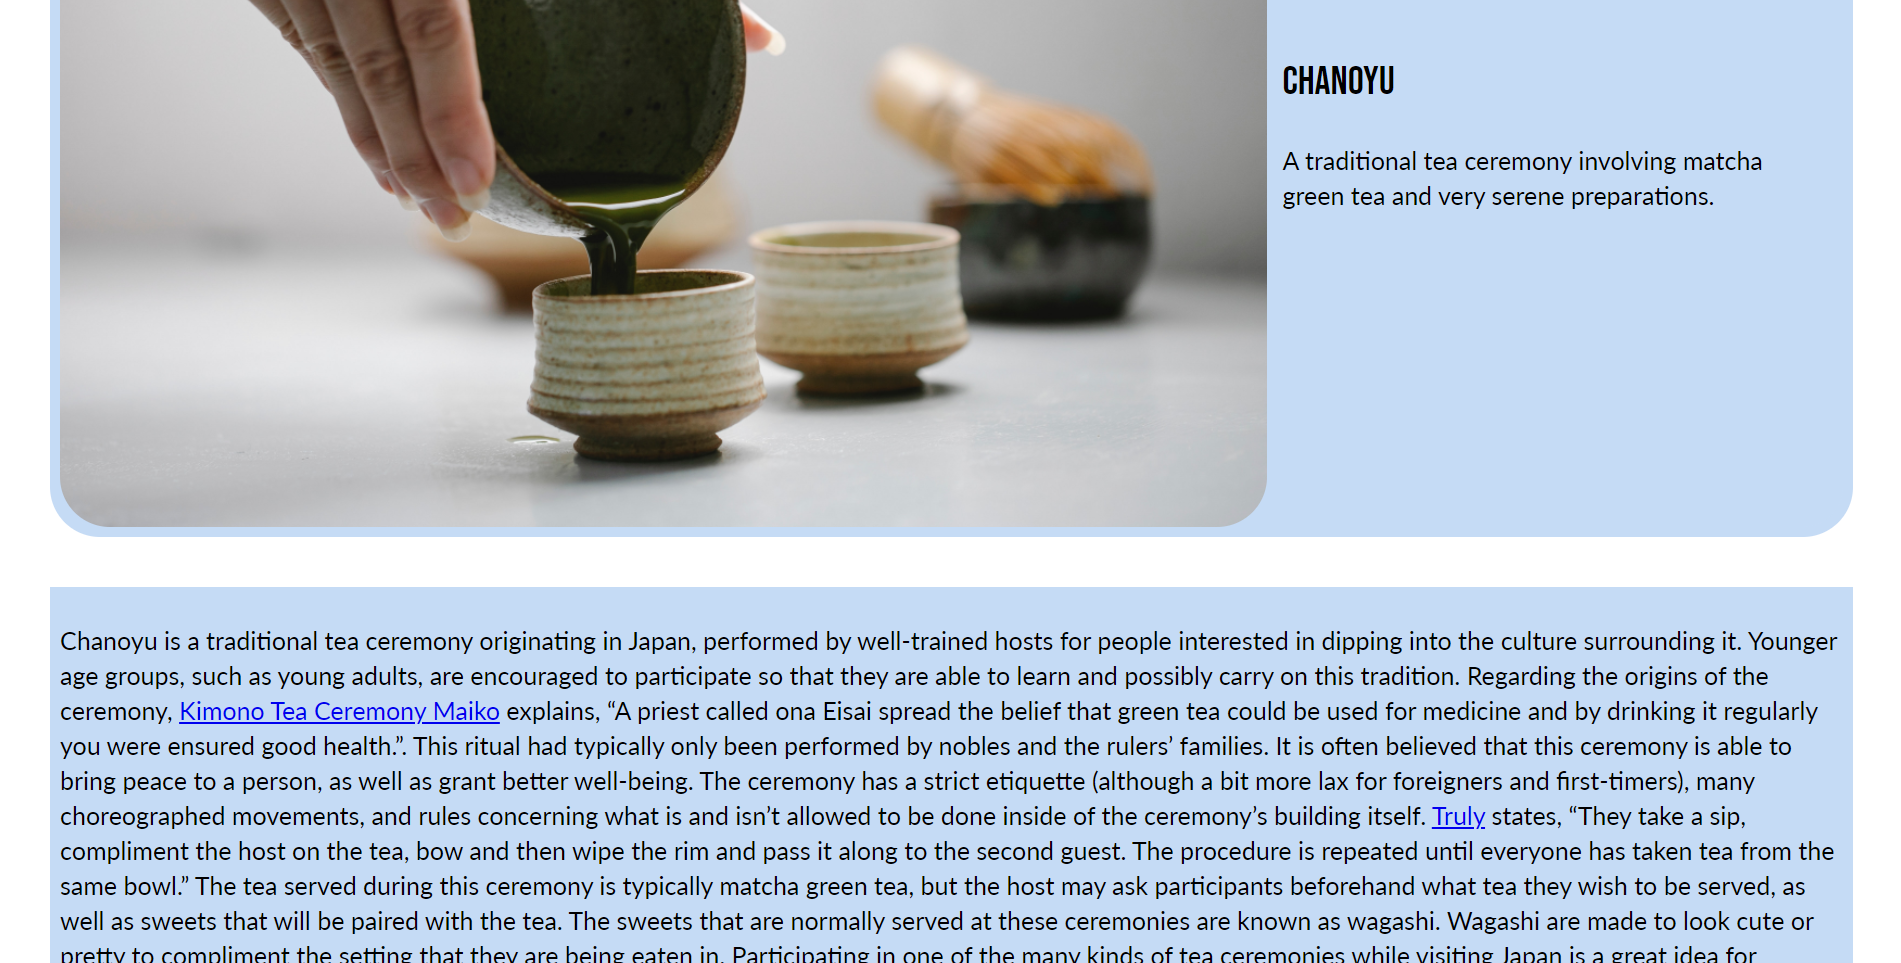 CHANOYU
A traditional tea ceremony involving matcha
green tea and very serene preparations.
Chanoyu is a traditional tea ceremony originating in Japan, performed by well-trained hosts for people interested in dipping into the culture surrounding it. Younger
age groups, such as young adults, are encouraged to participate so that they are able to learn and possibly carry on this tradition. Regarding the origins of the
ceremony, Kimono Tea Ceremony Maiko explains, “A priest called ona Eisai spread the belief that green tea could be used for medicine and by drinking it regularly
you were ensured good health.”. This ritual had typically only been performed by nobles and the rulers’ families. It is often believed that this ceremony is able to
bring peace to a person, as well as grant better well-being. The ceremony has a strict etiquette (although a bit more lax for foreigners and first-timers), many
choreographed movements, and rules concerning what is and isn’t allowed to be done inside of the ceremony’s building itself. Truly states, “They take a sip,
compliment the host on the tea, bow and then wipe the rim and pass it along to the second guest. The procedure is repeated until everyone has taken tea from the
same bowl.” The tea served during this ceremony is typically matcha green tea, but the host may ask participants beforehand what tea they wish to be served, as
well as sweets that will be paired with the tea. The sweets that are normally served at these ceremonies are known as wagashi. Wagashi are made to look cute or
pretty to compliment the setting that they are being eaten in. Participating in one of the many kinds of tea ceremonies while visiting Japan is a great idea for